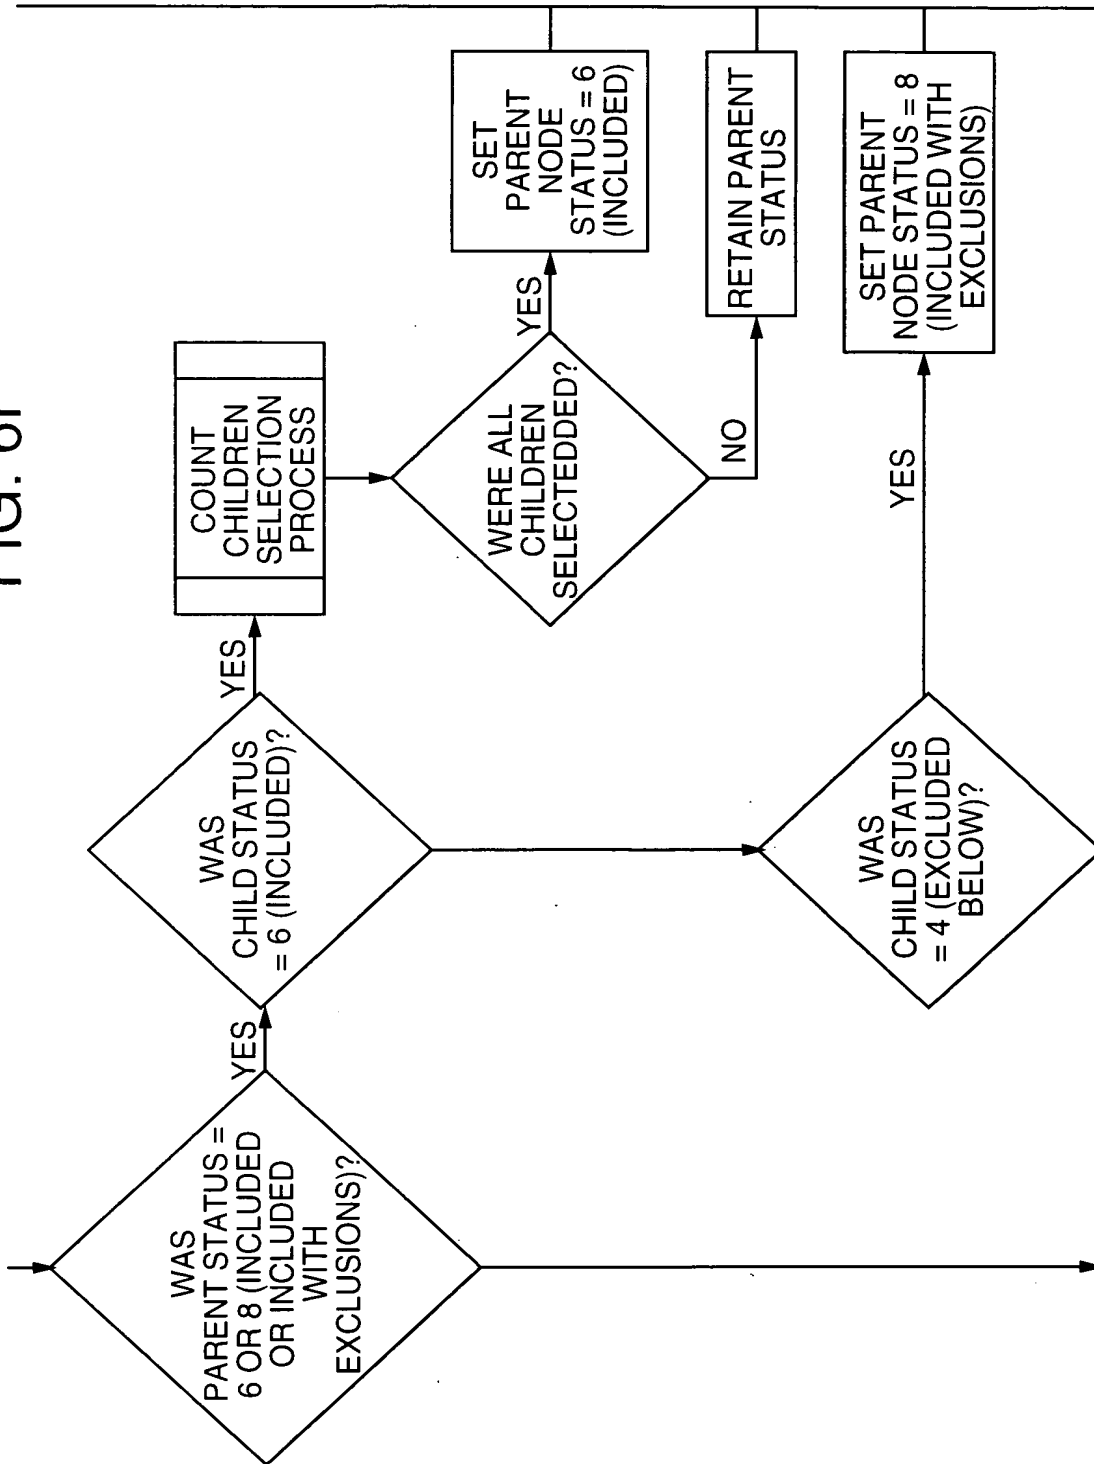 FIG. 6I
WAS
PARENT STATUS =
6 OR 8 (INCLUDED
OR INCLUDED
WITH
EXCLUSIONS)?
YES
WAS
CHILD STATUS
= 6 (INCLUDED)?
YES
COUNT
CHILDREN
SELECTION
PROCESS
WERE ALL
CHILDREN
SELECTEDDED?
YES
SET
PARENT
NODE
STATUS = 6
(INCLUDED)
NO
RETAIN PARENT
STATUS
WAS
CHILD STATUS
= 4 (EXCLUDED
BELOW)?
YES
SET PARENT
NODE STATUS = 8
(INCLUDED WITH
EXCLUSIONS)